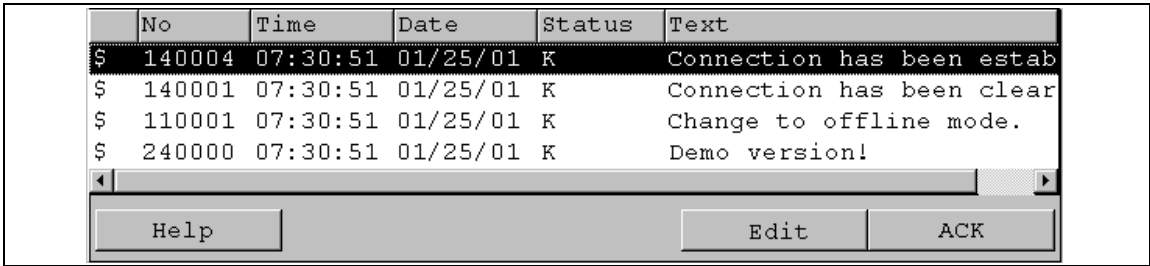 No Time Date Status Text
$ 140004 07:30:51 01/25/01 K Connection has been estab
$ 140001 07:30:51 01/25/01 K Connection has been clear
$ 110001 07:30:51 01/25/01 K Change to offline mode.
$ 240000 07:30:51 01/25/01 K Demo version!
Help Edit ACK